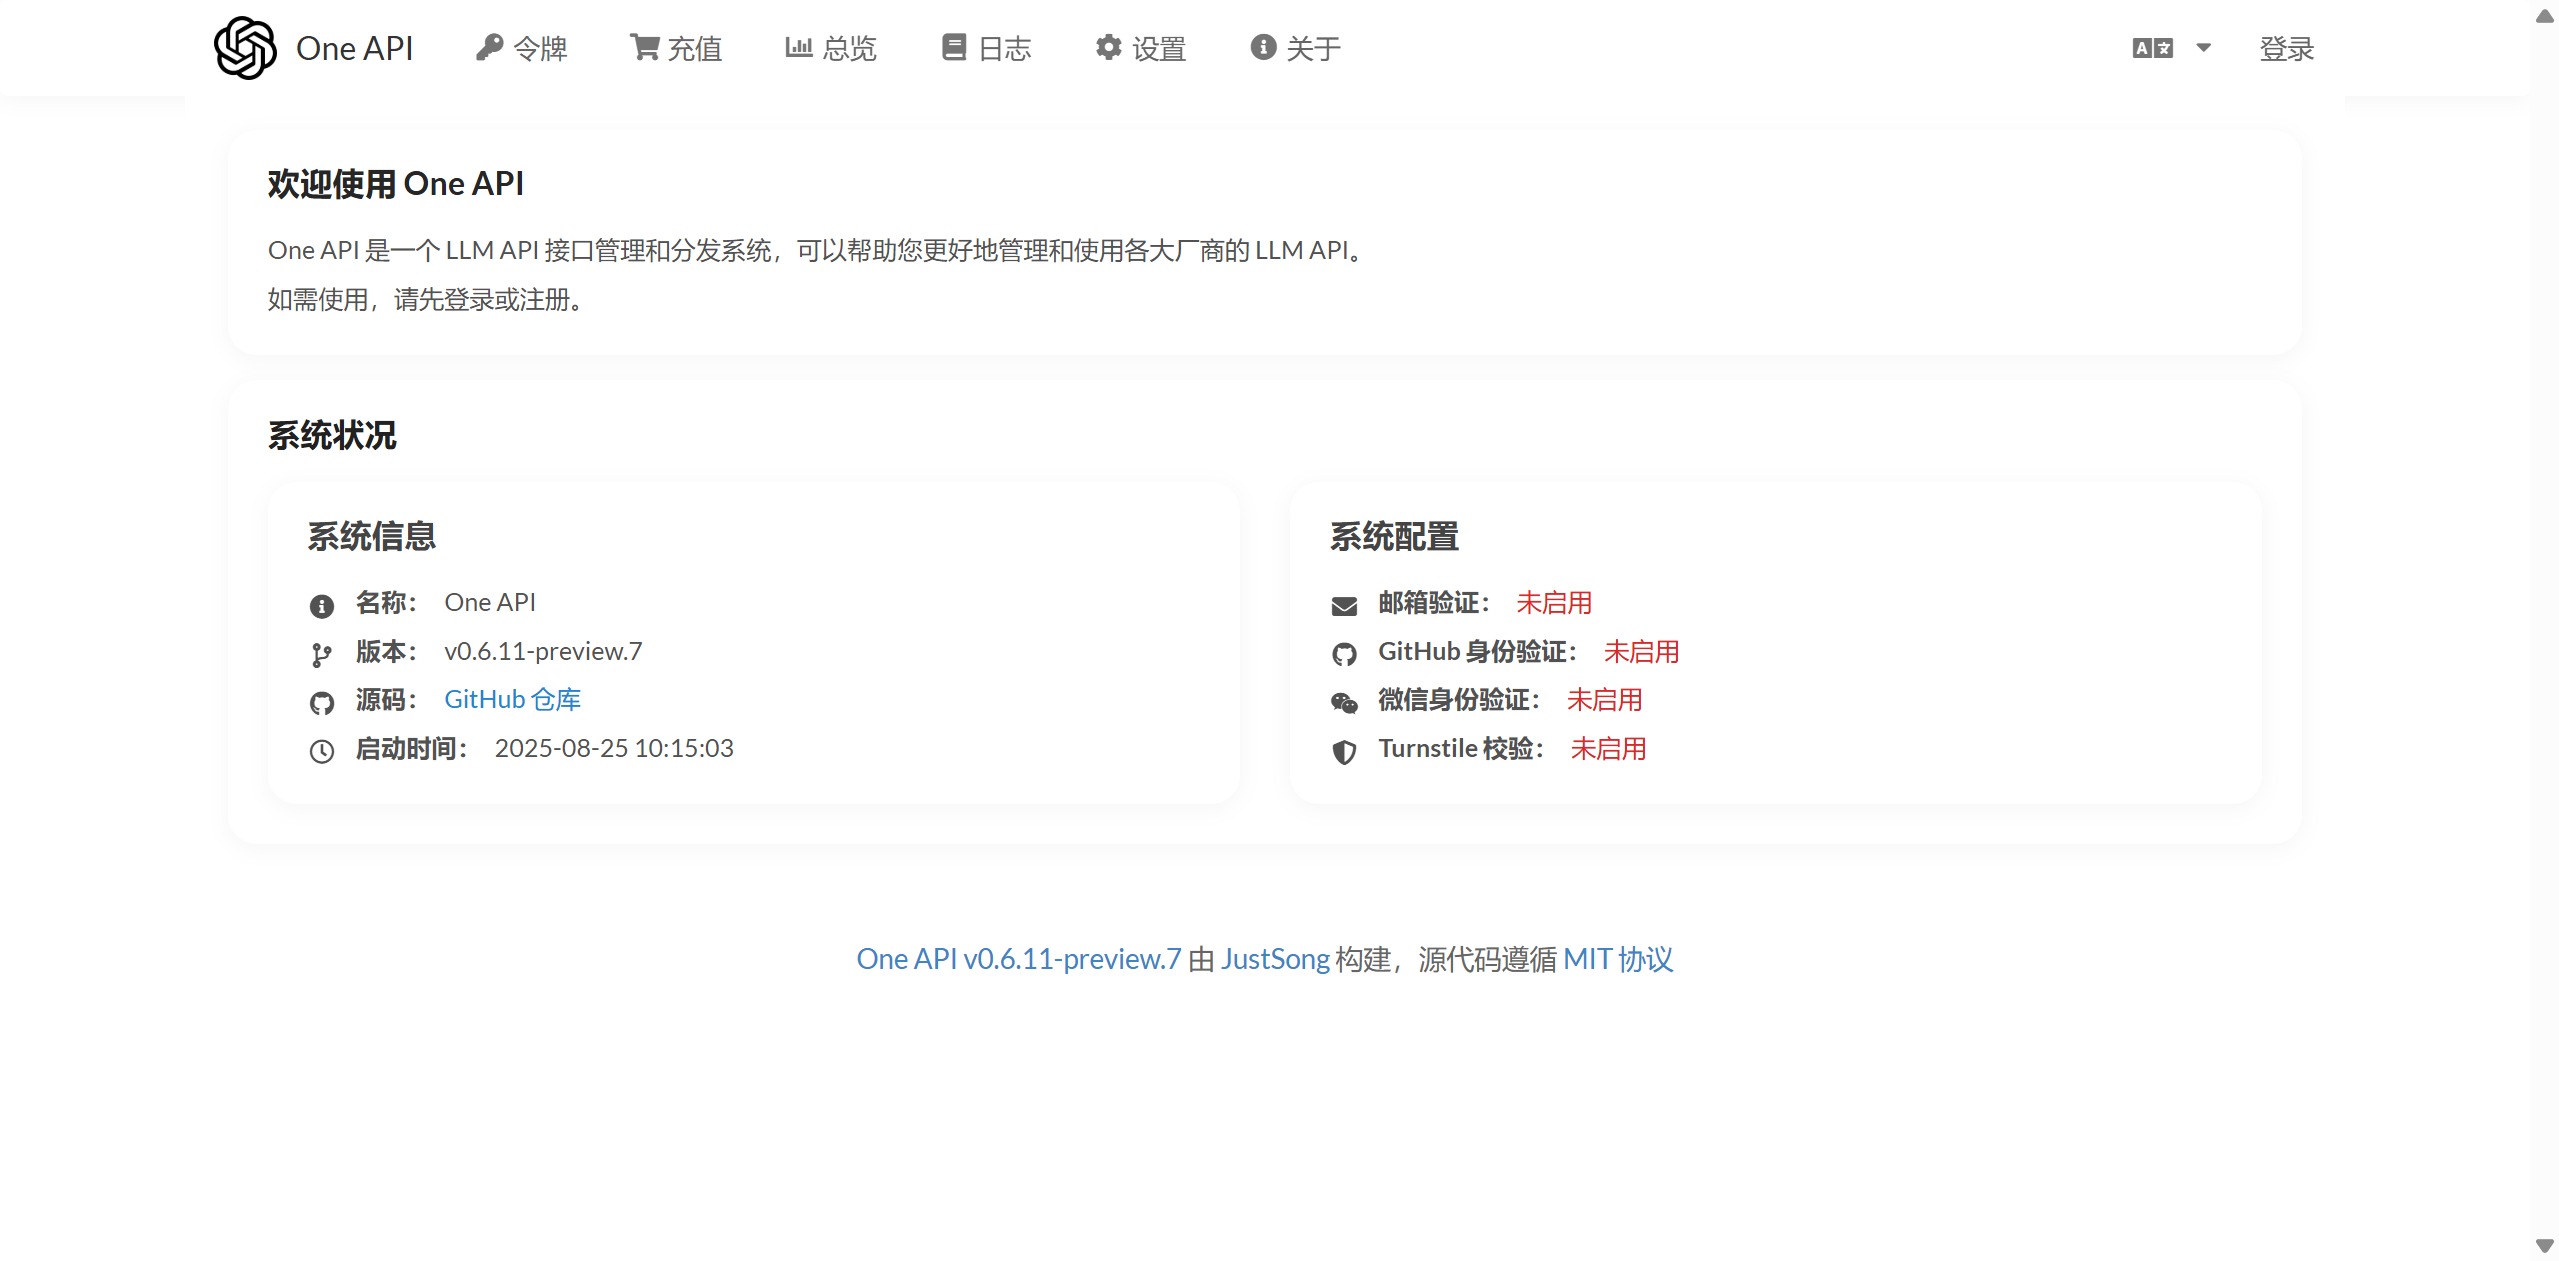 One API 令牌 充值 总览 日志 设置 关于 登录
欢迎使用 One API
One API 是一个 LLM API 接口管理和分发系统，可以帮助您更好地管理和使用各大厂商的 LLM API。
如需使用，请先登录或注册。
系统状况
系统信息
名称： One API
版本： v0.6.11-preview.7
源码： GitHub 仓库
启动时间： 2025-08-25 10:15:03
系统配置
邮箱验证： 未启用
GitHub 身份验证： 未启用
微信身份验证： 未启用
Turnstile 校验： 未启用
One API v0.6.11-preview.7 由 JustSong 构建，源代码遵循 MIT 协议